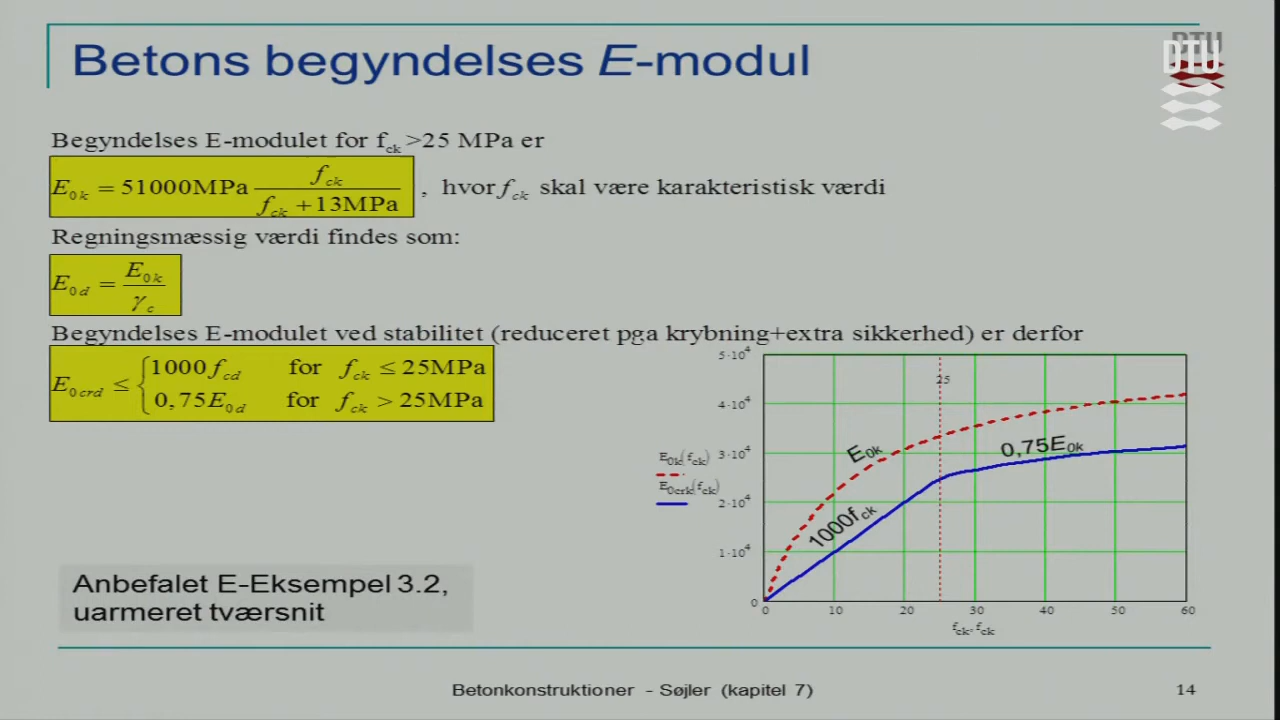 Betons begyndelses E-modul
DTU
Begyndelses E-modulet for f_ck >25 MPa er
E_0k = 51000MPa f_ck / (f_ck + 13MPa) , hvor f_ck skal være karakteristisk værdi
Regningsmæssig værdi findes som:
E_0d = E_0k / γ_c
Begyndelses E-modulet ved stabilitet (reduceret pga krybning+extra sikkerhed) er derfor
E_0crd ≤ { 1000 f_cd for f_ck ≤ 25MPa
0,75E_0d for f_ck > 25MPa
5·10^4
4·10^4
3·10^4
2·10^4
1·10^4
0
25
E_0k
0,75E_0k
1000f_ck
E_0k(f_ck)
E_0crk(f_ck)
0 10 20 30 40 50 60
f_ck, f_ck
Anbefalet E-Eksempel 3.2,
uarmeret tværsnit
Betonkonstruktioner - Søjler (kapitel 7)
14